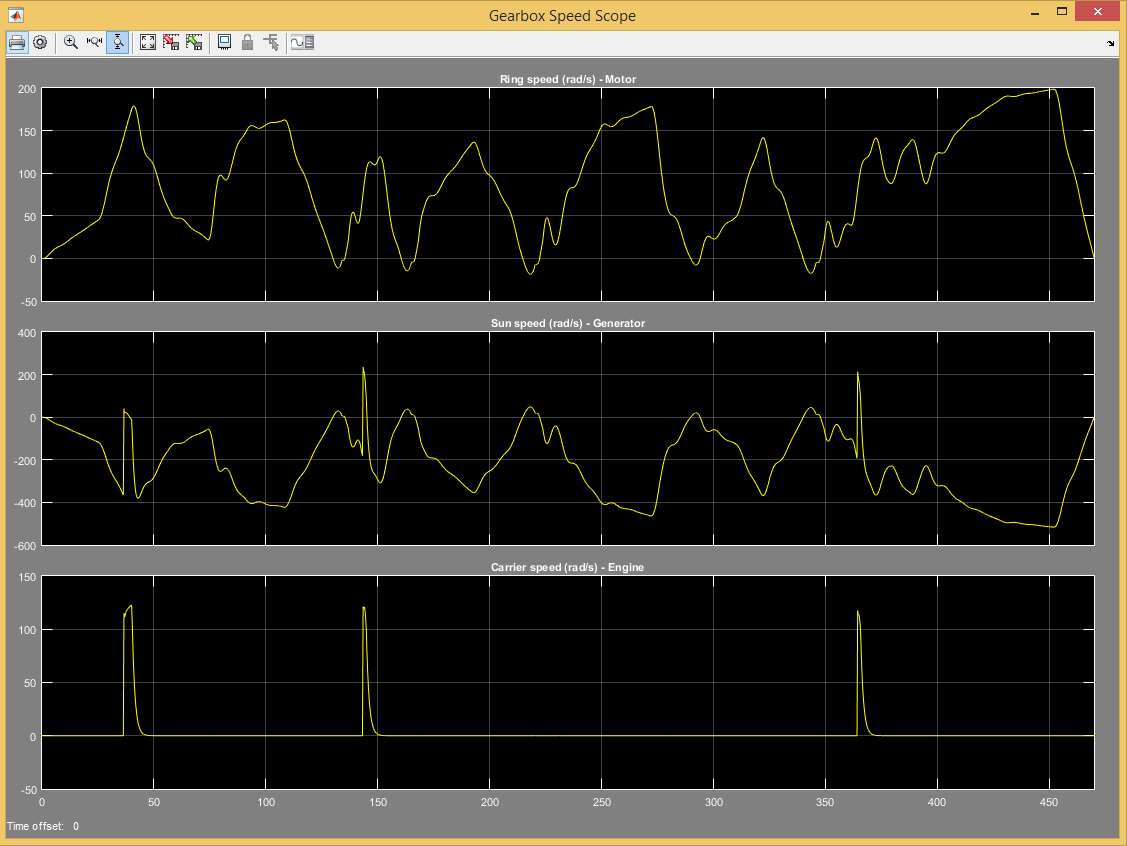 Gearbox Speed Scope
Ring speed (rad/s) - Motor
200
150
100
50
0
-50
Sun speed (rad/s) - Generator
400
200
0
-200
-400
-600
Carrier speed (rad/s) - Engine
150
100
50
0
-50
0 50 100 150 200 250 300 350 400 450
Time offset: 0